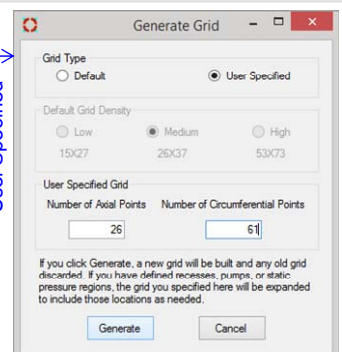 Generate Grid
Grid Type
Default User Specified
Default Grid Density
Low Medium High
15X27 26X37 53X73
User Specified
User Specified Grid
Number of Axial Points Number of Circumferential Points
26 61
If you click Generate, a new grid will be built and any old grid
discarded. If you have defined recesses, pumps, or static
pressure regions, the grid you specified here will be expanded
to include those locations as needed.
Generate Cancel